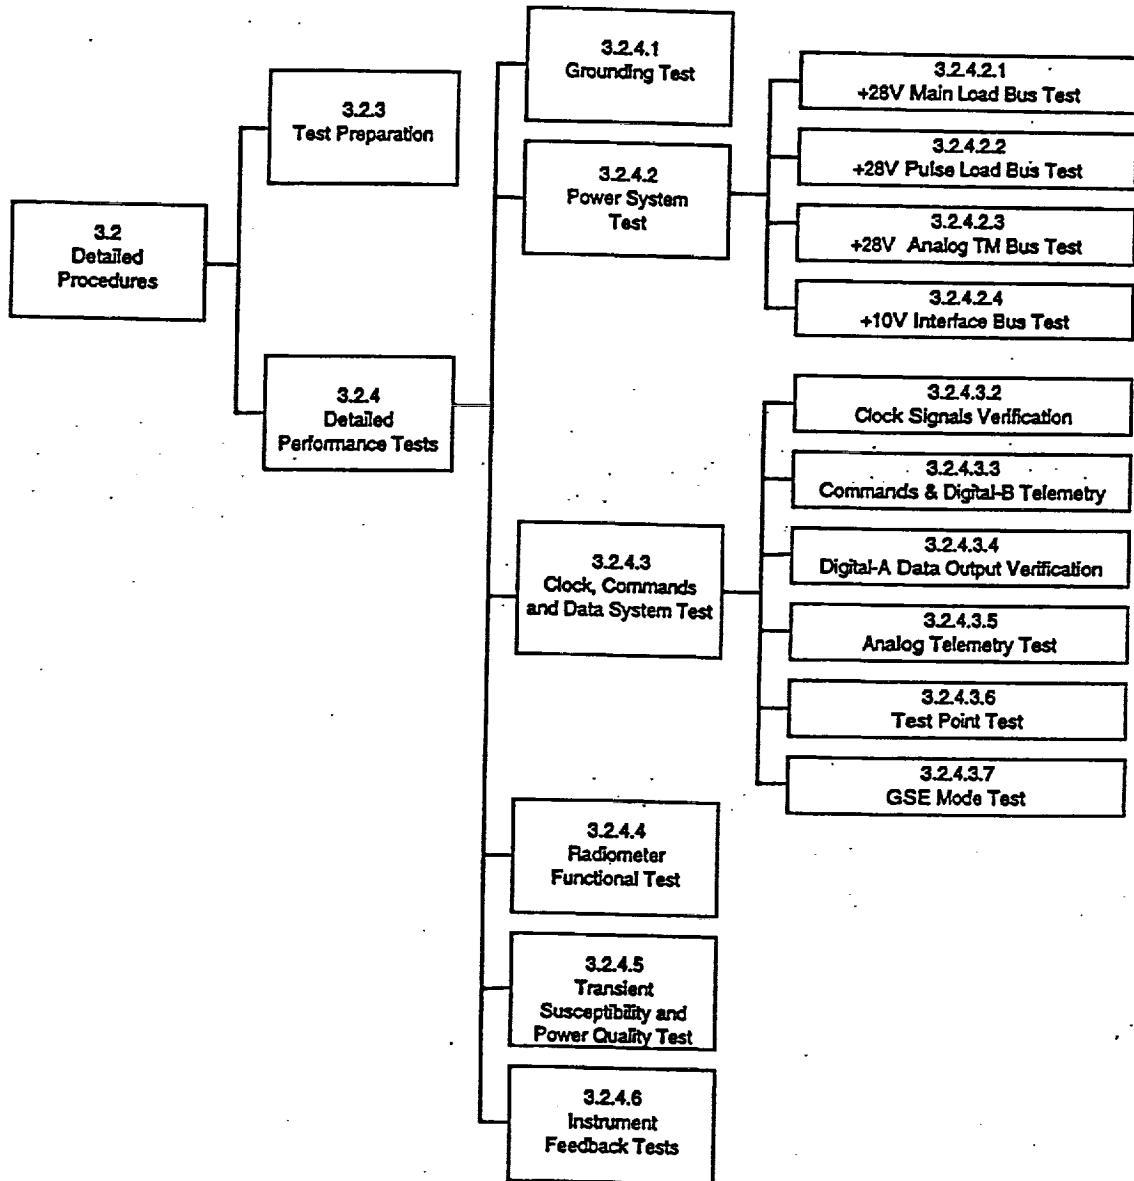 3.2
Detailed
Procedures
3.2.3
Test Preparation
3.2.4
Detailed
Performance Tests
3.2.4.1
Grounding Test
3.2.4.2
Power System
Test
3.2.4.2.1
+28V Main Load Bus Test
3.2.4.2.2
+28V Pulse Load Bus Test
3.2.4.2.3
+28V Analog TM Bus Test
3.2.4.2.4
+10V Interface Bus Test
3.2.4.3
Clock, Commands
and Data System Test
3.2.4.3.2
Clock Signals Verification
3.2.4.3.3
Commands & Digital-B Telemetry
3.2.4.3.4
Digital-A Data Output Verification
3.2.4.3.5
Analog Telemetry Test
3.2.4.3.6
Test Point Test
3.2.4.3.7
GSE Mode Test
3.2.4.4
Radiometer
Functional Test
3.2.4.5
Transient
Susceptibility and
Power Quality Test
3.2.4.6
Instrument
Feedback Tests